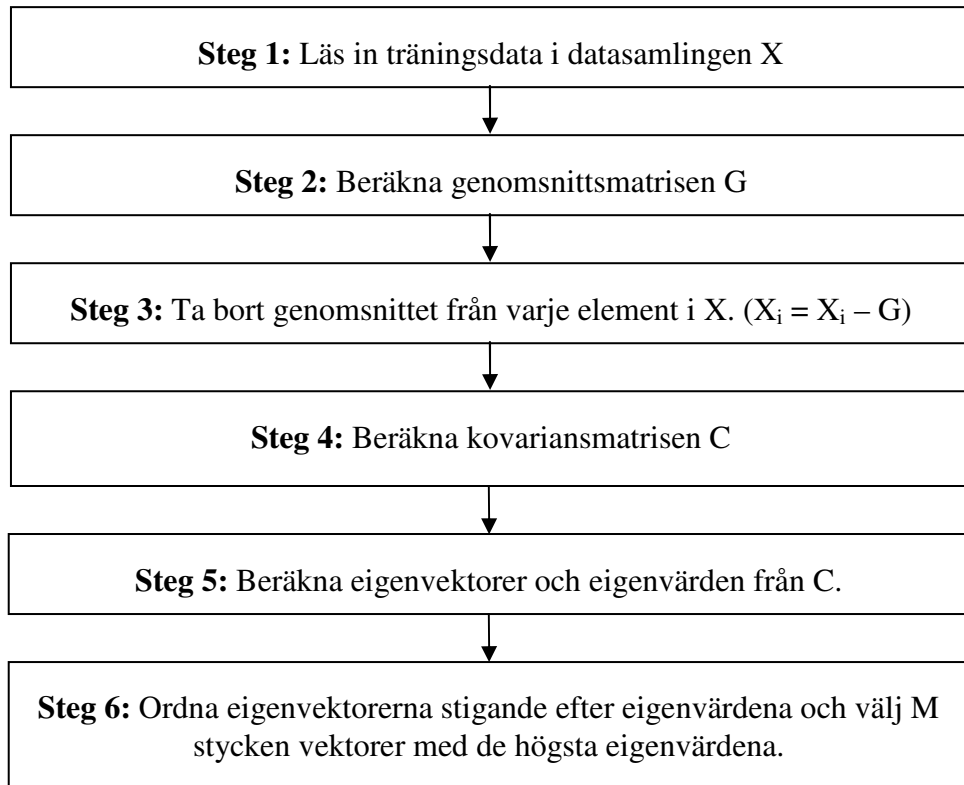 Steg 1: Läs in träningsdata i datasamlingen X
Steg 2: Beräkna genomsnittsmatrisen G
Steg 3: Ta bort genomsnittet från varje element i X. (Xi = Xi – G)
Steg 4: Beräkna kovariansmatrisen C
Steg 5: Beräkna eigenvektorer och eigenvärden från C.
Steg 6: Ordna eigenvektorerna stigande efter eigenvärdena och välj M
stycken vektorer med de högsta eigenvärdena.